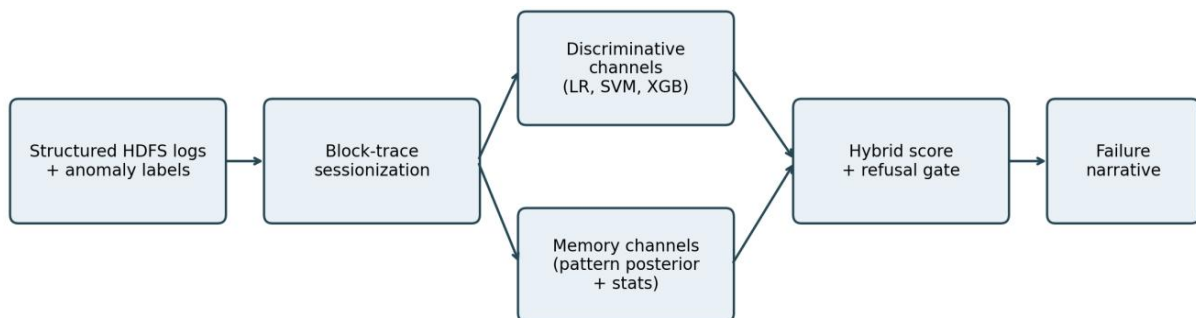 Structured HDFS logs
+ anomaly labels
Block-trace
sessionization
Discriminative
channels
(LR, SVM, XGB)
Memory channels
(pattern posterior
+ stats)
Hybrid score
+ refusal gate
Failure
narrative